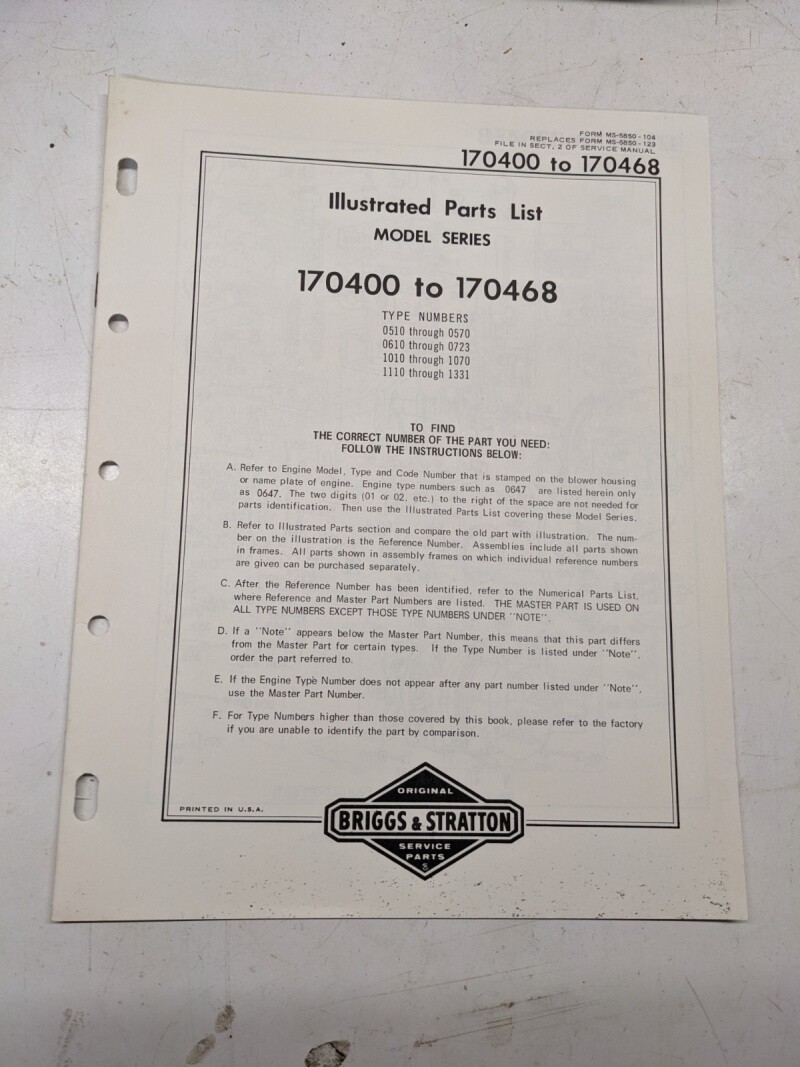 FORM MS-5850-104
REPLACES FORM MS-5850-123
FILE IN SECT. 2 OF SERVICE MANUAL
170400 to 170468
Illustrated Parts List
MODEL SERIES
170400 to 170468
TYPE NUMBERS
0510 through 0570
0610 through 0723
1010 through 1070
1110 through 1331
TO FIND
THE CORRECT NUMBER OF THE PART YOU NEED:
FOLLOW THE INSTRUCTIONS BELOW:
A. Refer to Engine Model, Type and Code Number that is stamped on the blower housing
or name plate of engine. Engine type numbers such as 0647 are listed herein only
as 0647. The two digits (01 or 02, etc.) to the right of the space are not needed for
parts identification. Then use the Illustrated Parts List covering these Model Series.
B. Refer to Illustrated Parts section and compare the old part with illustration. The num-
ber on the illustration is the Reference Number. Assemblies include all parts shown
in frames. All parts shown in assembly frames on which individual reference numbers
are given can be purchased separately.
C. After the Reference Number has been identified, refer to the Numerical Parts List,
where Reference and Master Part Numbers are listed. THE MASTER PART IS USED ON
ALL TYPE NUMBERS EXCEPT THOSE TYPE NUMBERS UNDER "NOTE".
D. If a "Note" appears below the Master Part Number, this means that this part differs
from the Master Part for certain types. If the Type Number is listed under "Note",
order the part referred to.
E. If the Engine Type Number does not appear after any part number listed under "Note",
use the Master Part Number.
F. For Type Numbers higher than those covered by this book, please refer to the factory
if you are unable to identify the part by comparison.
PRINTED IN U.S.A.
ORIGINAL
BRIGGS & STRATTON
SERVICE
PARTS